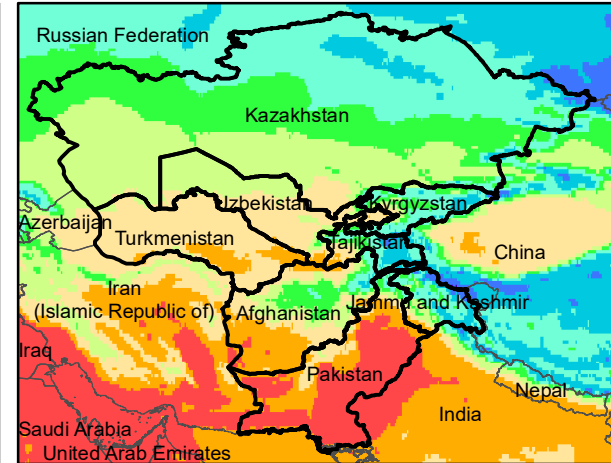 Russian Federation
Kazakhstan
Uzbekistan
Kyrgyzstan
Azerbaijan
Turkmenistan
Tajikistan
China
Iran
(Islamic Republic of)
Afghanistan
Jammu and Kashmir
Iraq
Pakistan
Nepal
India
Saudi Arabia
United Arab Emirates